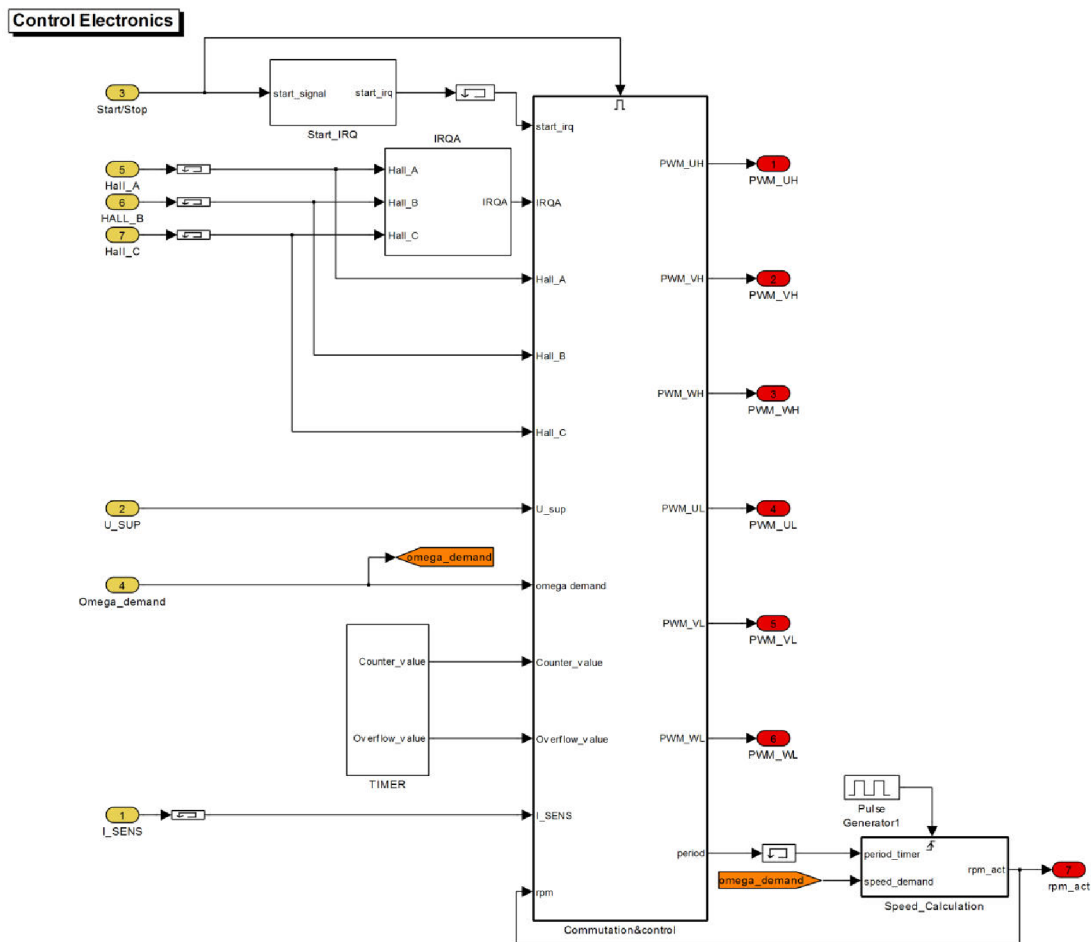 Control Electronics
3
Start/Stop
start_signal
start_irq
Start_IRQ
start_irq
IRQA
5
Hall_A
6
HALL_B
7
Hall_C
Hall_A
Hall_B
Hall_C
IRQA
IRQA
Hall_A
Hall_B
Hall_C
PWM_UH
1
PWM_UH
PWM_VH
2
PWM_VH
PWM_WH
3
PWM_WH
2
U_SUP
U_sup
PWM_UL
4
PWM_UL
omega_demand
4
Omega_demand
omega demand
PWM_VL
5
PWM_VL
Counter_value
Counter_value
Overflow_value
Overflow_value
TIMER
PWM_WL
6
PWM_WL
1
I_SENS
I_SENS
Pulse
Generator1
period
period_timer
omega_demand
speed_demand
rpm_act
Speed_Calculation
7
rpm_act
rpm
Commutation&control